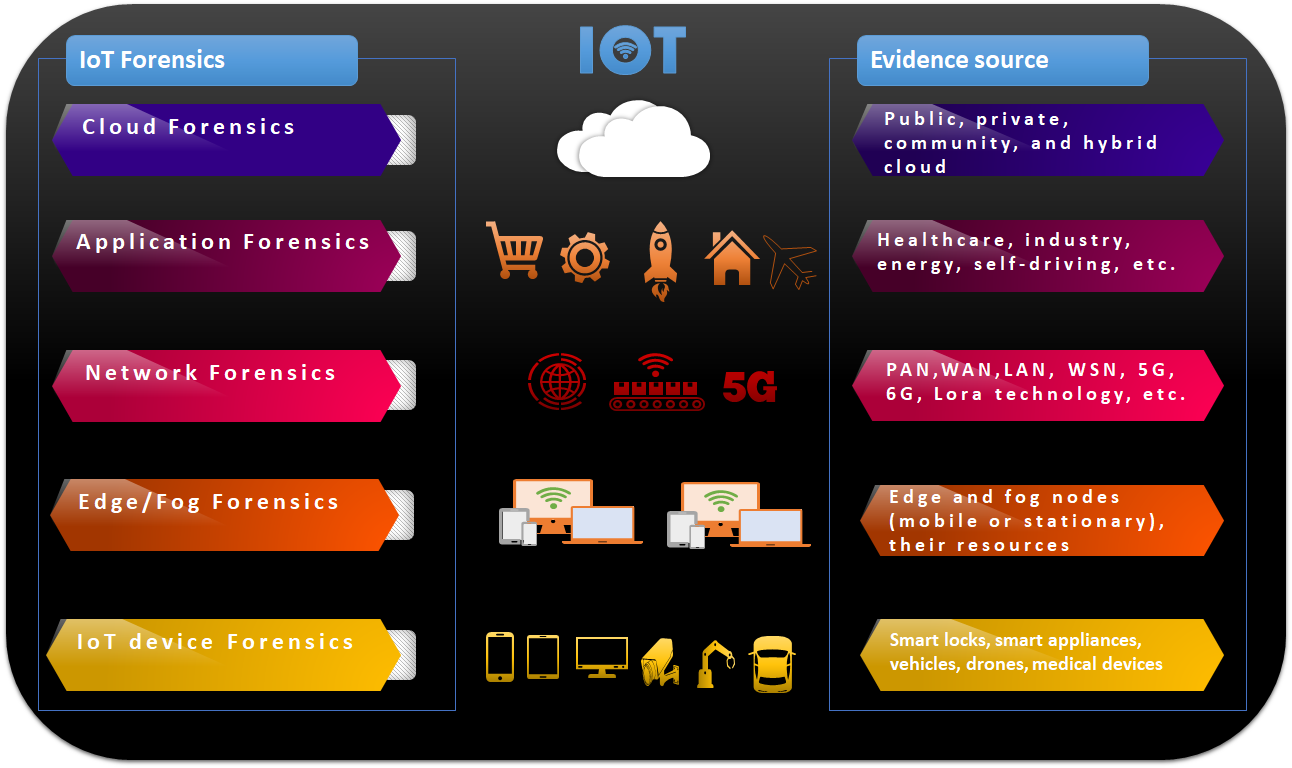 IOT
IoT Forensics
Evidence source
Cloud Forensics
Public, private,
community, and hybrid
cloud
Application Forensics
Healthcare, industry,
energy, self-driving, etc.
Network Forensics
5G
PAN,WAN,LAN, WSN, 5G,
6G, Lora technology, etc.
Edge/Fog Forensics
Edge and fog nodes
(mobile or stationary),
their resources
IoT device Forensics
Smart locks, smart appliances,
vehicles, drones, medical devices